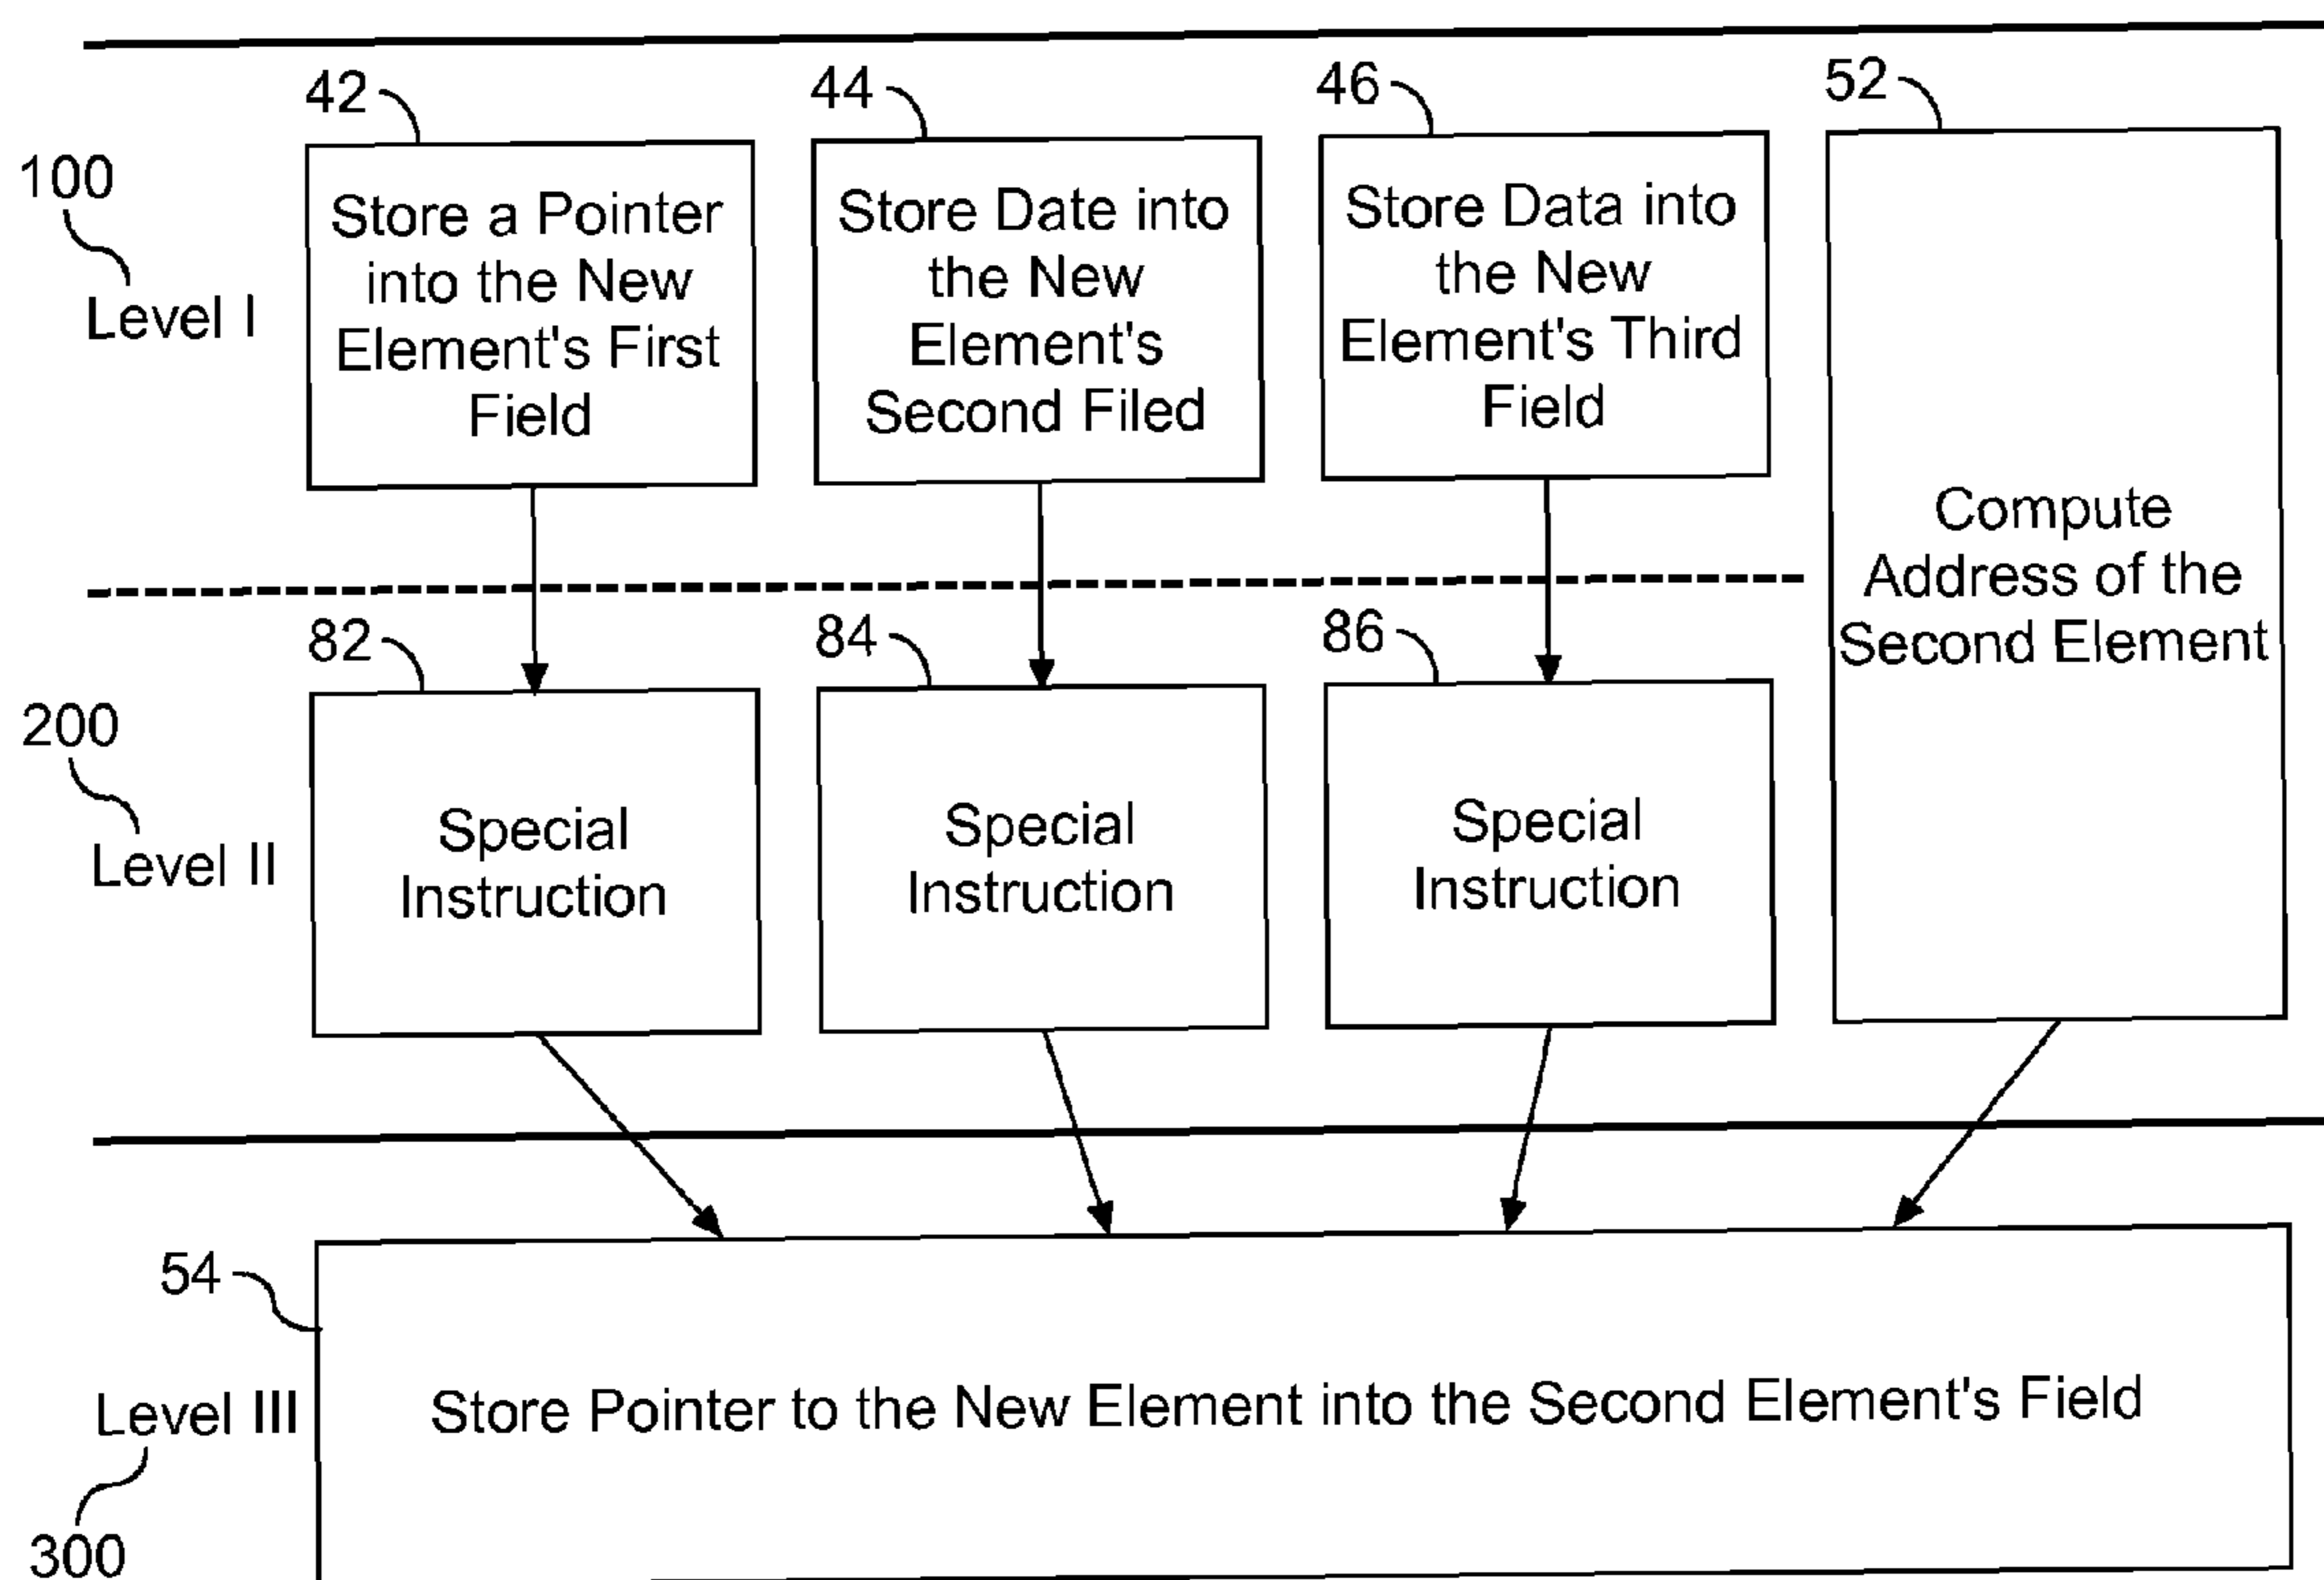 42
44
46
52
100
Level I
Store a Pointer
into the New
Element's First
Field
Store Date into
the New
Element's
Second Filed
Store Data into
the New
Element's Third
Field
Compute
Address of the
Second Element
82
84
86
200
Level II
Special
Instruction
Special
Instruction
Special
Instruction
54
Level III
300
Store Pointer to the New Element into the Second Element's Field